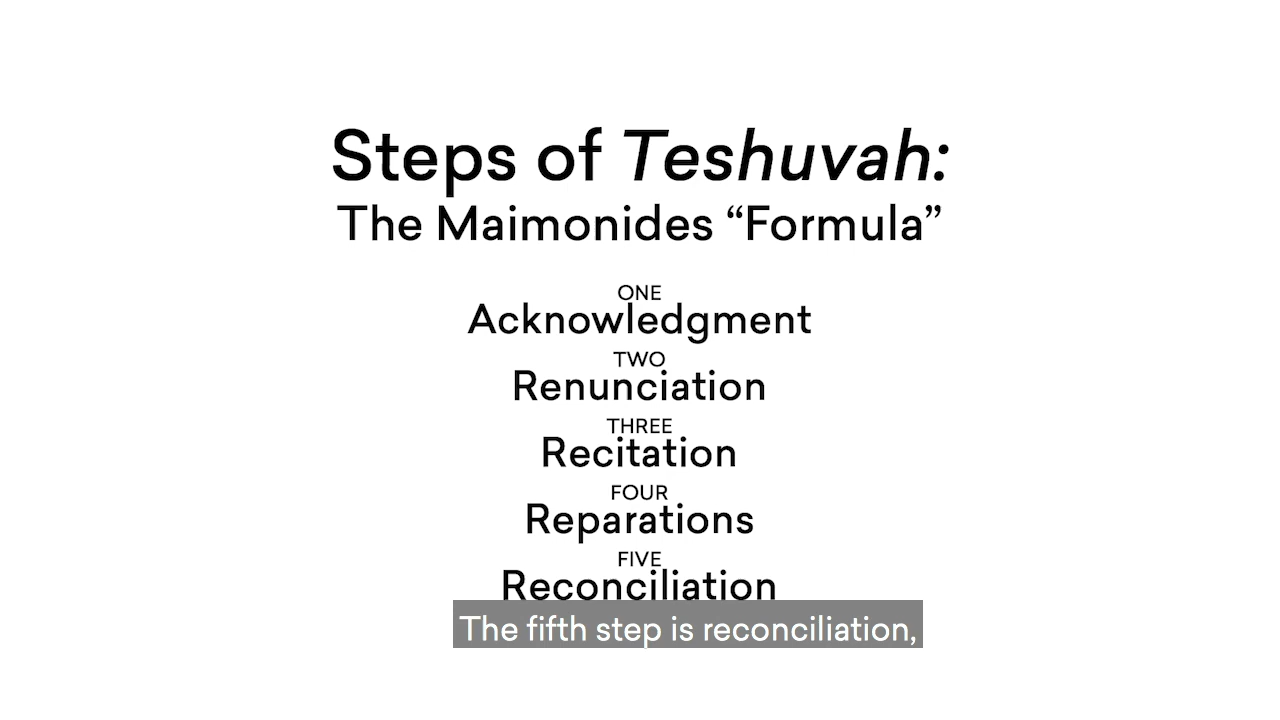 Steps of Teshuvah:
The Maimonides “Formula”
ONE
Acknowledgment
TWO
Renunciation
THREE
Recitation
FOUR
Reparations
FIVE
Reconciliation
The fifth step is reconciliation,